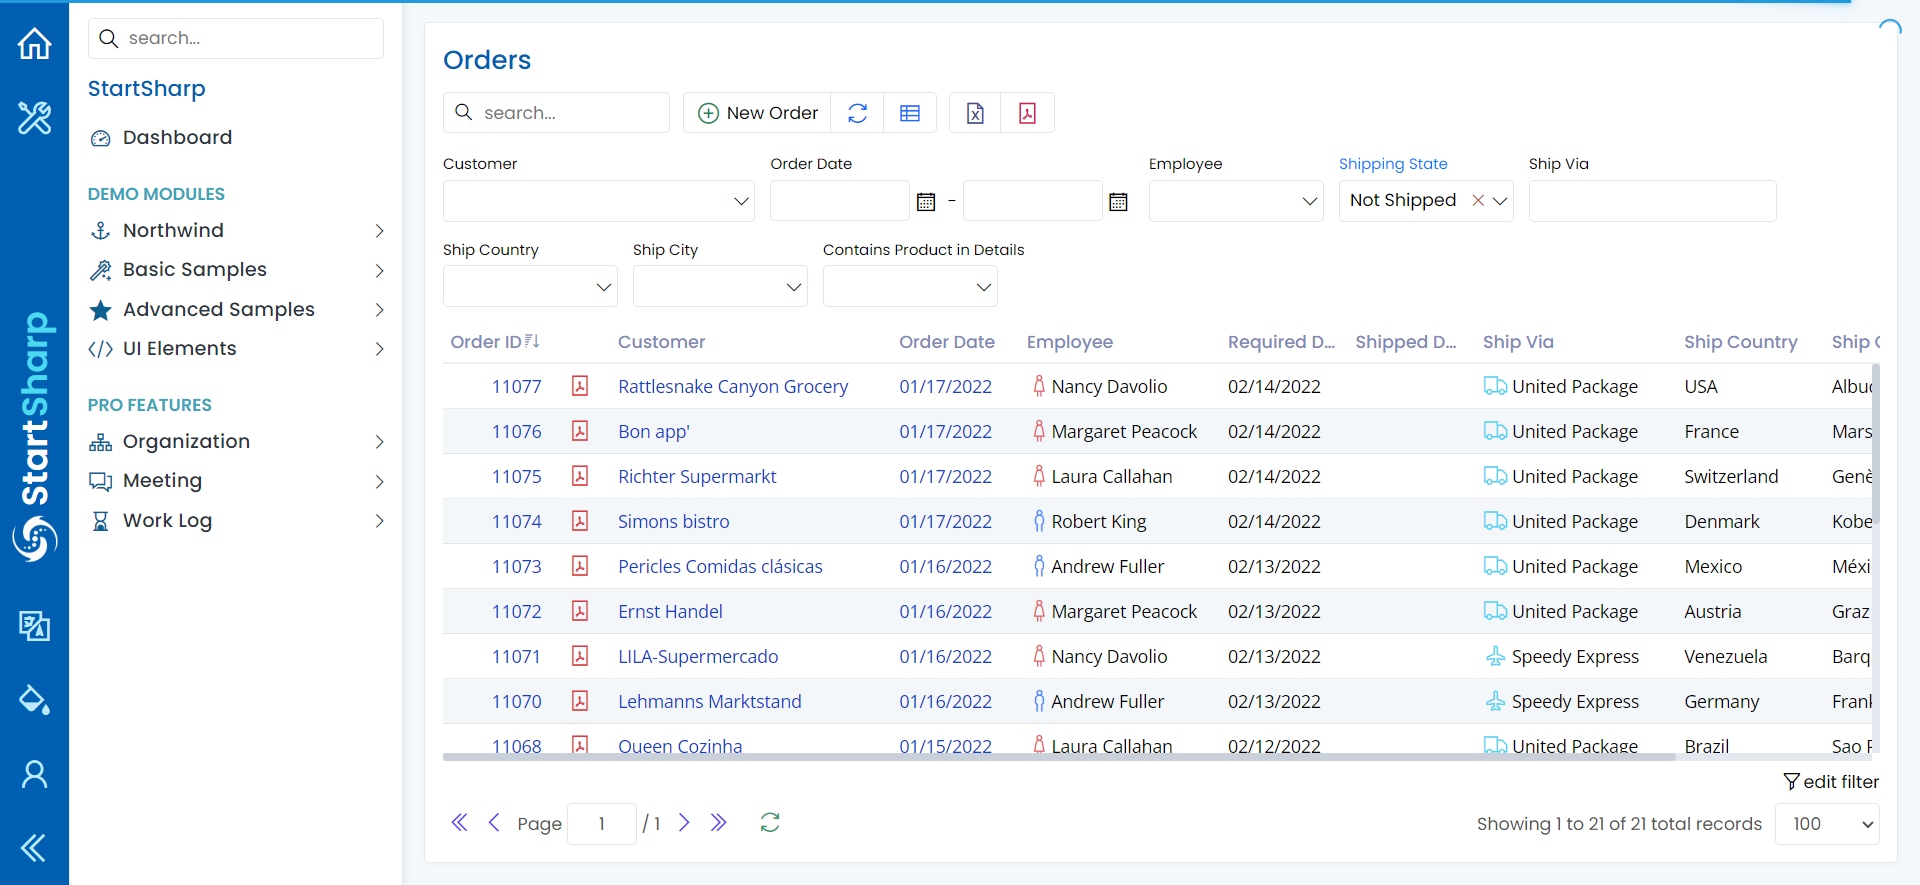 search...
StartSharp
Dashboard
DEMO MODULES
Northwind
Basic Samples
Advanced Samples
UI Elements
PRO FEATURES
Organization
Meeting
Work Log
StartSharp
Orders
search...
New Order
Customer Order Date Employee Shipping State Ship Via
- Not Shipped
Ship Country Ship City Contains Product in Details
Order ID Customer Order Date Employee Required D... Shipped D... Ship Via Ship Country Ship
11077 Rattlesnake Canyon Grocery 01/17/2022 Nancy Davolio 02/14/2022 United Package USA Albu
11076 Bon app' 01/17/2022 Margaret Peacock 02/14/2022 United Package France Mars
11075 Richter Supermarkt 01/17/2022 Laura Callahan 02/14/2022 United Package Switzerland Genè
11074 Simons bistro 01/17/2022 Robert King 02/14/2022 United Package Denmark Kobe
11073 Pericles Comidas clásicas 01/16/2022 Andrew Fuller 02/13/2022 United Package Mexico Méxi
11072 Ernst Handel 01/16/2022 Margaret Peacock 02/13/2022 United Package Austria Graz
11071 LILA-Supermercado 01/16/2022 Nancy Davolio 02/13/2022 Speedy Express Venezuela Barq
11070 Lehmanns Marktstand 01/16/2022 Andrew Fuller 02/13/2022 Speedy Express Germany Frank
11068 Queen Cozinha 01/15/2022 Laura Callahan 02/12/2022 United Package Brazil Sao
edit filter
Page 1 / 1
Showing 1 to 21 of 21 total records 100